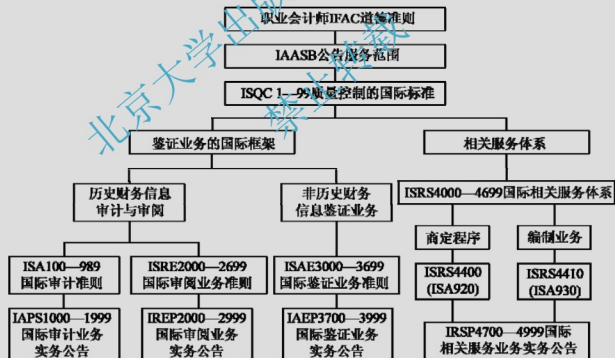 职业会计师IFAC道德准则
IAASB公告服务范围
ISQC 1—99质量控制的国际标准
鉴证业务的国际框架
相关服务体系
历史财务信息
审计与审阅
非历史财务
信息鉴证业务
ISRS4000—4699国际相关服务体系
商定程序
编制业务
ISA100—989
国际审计准则
ISRE2000—2699
国际审阅业务准则
ISAE3000—3699
国际鉴证业务准则
ISRS4400
(ISA920)
ISRS4410
(ISA930)
IAPS1000—1999
国际审计业务
实务公告
IREP2000—2999
国际审阅业务
实务公告
IAEP3700—3999
国际鉴证业务
实务公告
IRSP4700—4999国际
相关服务业务实务公告
北京大学出版
禁止转载